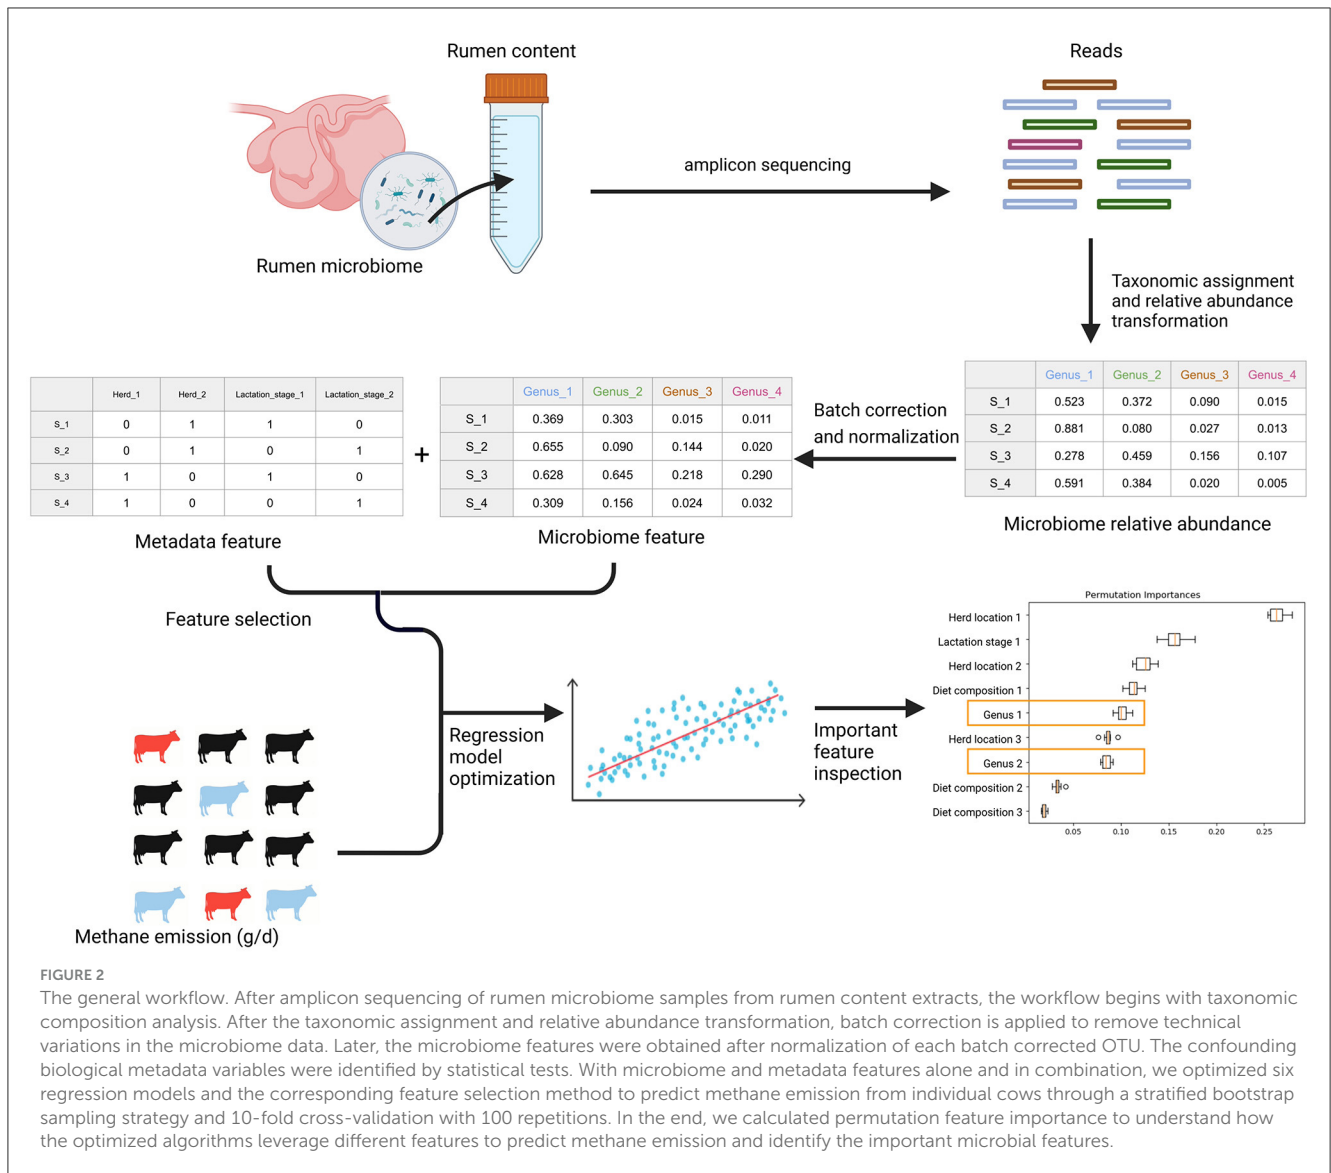 Rumen content
Reads
amplicon sequencing
Rumen microbiome
Taxonomic assignment
and relative abundance
transformation
Herd_1 Herd_2 Lactation_stage_1 Lactation_stage_2
S_1 0 1 1 0
S_2 0 1 0 1
S_3 1 0 1 0
S_4 1 0 0 1
Metadata feature
+
Genus_1 Genus_2 Genus_3 Genus_4
S_1 0.369 0.303 0.015 0.011
S_2 0.655 0.090 0.144 0.020
S_3 0.628 0.645 0.218 0.290
S_4 0.309 0.156 0.024 0.032
Microbiome feature
Batch correction
and normalization
Genus_1 Genus_2 Genus_3 Genus_4
S_1 0.523 0.372 0.090 0.015
S_2 0.881 0.080 0.027 0.013
S_3 0.278 0.459 0.156 0.107
S_4 0.591 0.384 0.020 0.005
Microbiome relative abundance
Feature selection
Regression
model
optimization
Important
feature
inspection
Permutation Importances
Herd location 1
Lactation stage 1
Herd location 2
Diet composition 1
Genus 1
Herd location 3
Genus 2
Diet composition 2
Diet composition 3
0.05 0.10 0.15 0.20 0.25
Methane emission (g/d)
FIGURE 2
The general workflow. After amplicon sequencing of rumen microbiome samples from rumen content extracts, the workflow begins with taxonomic
composition analysis. After the taxonomic assignment and relative abundance transformation, batch correction is applied to remove technical
variations in the microbiome data. Later, the microbiome features were obtained after normalization of each batch corrected OTU. The confounding
biological metadata variables were identified by statistical tests. With microbiome and metadata features alone and in combination, we optimized six
regression models and the corresponding feature selection method to predict methane emission from individual cows through a stratified bootstrap
sampling strategy and 10-fold cross-validation with 100 repetitions. In the end, we calculated permutation feature importance to understand how
the optimized algorithms leverage different features to predict methane emission and identify the important microbial features.